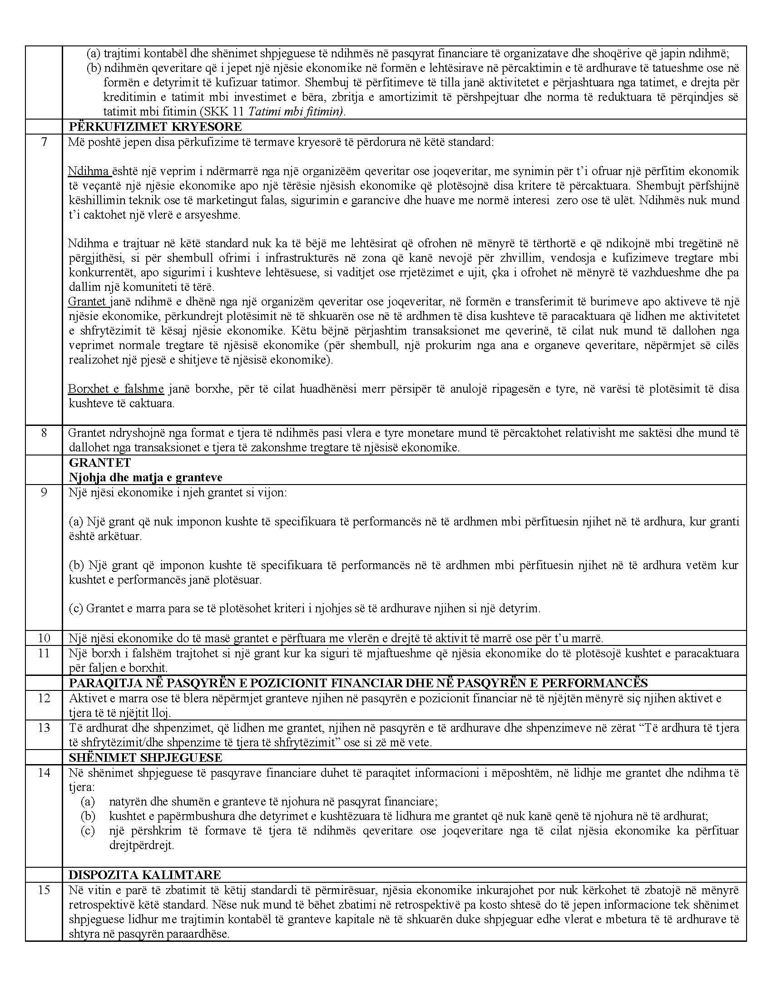 (a) trajtimi kontabël dhe shënimet shpjeguese të ndihmës në pasqyrat financiare të organizatave dhe shoqërive që japin ndihmë;
(b) ndihmën qeveritare që i jepet një njësie ekonomike në formën e lehtësirave në përcaktimin e të ardhurave të tatueshme ose në
formën e detyrimit të kufizuar tatimor. Shembuj të përfitimeve të tilla janë aktivitetet e përjashtuara nga tatimet, e drejta për
kreditimin e tatimit mbi investimet e bëra, zbritja e amortizimit të përshpejtuar dhe norma të reduktuara të përqindjes së
tatimit mbi fitimin (SKK 11 Tatimi mbi fitimin).
PËRKUFIZIMET KRYESORE
7 Më poshtë jepen disa përkufizime të termave kryesorë të përdorura në këtë standard:
Ndihma është një veprim i ndërmarrë nga një organizëëm qeveritar ose joqeveritar, me synimin për t’i ofruar një përfitim ekonomik
të veçantë një njësie ekonomike apo një tërësie njësish ekonomike që plotësojnë disa kritere të përcaktuara. Shembujt përfshijnë
këshillimin teknik ose të marketingut falas, sigurimin e garancive dhe huave me normë interesi zero ose të ulët. Ndihmës nuk mund
t’i caktohet një vlerë e arsyeshme.
Ndihma e trajtuar në këtë standard nuk ka të bëjë me lehtësirat që ofrohen në mënyrë të tërthortë e që ndikojnë mbi tregëtinë në
përgjithësi, si për shembull ofrimi i infrastrukturës në zona që kanë nevojë për zhvillim, vendosja e kufizimeve tregtare mbi
konkurrentët, apo sigurimi i kushteve lehtësuese, si vaditjet ose rrjetëzimet e ujit, çka i ofrohet në mënyrë të vazhdueshme dhe pa
dallim një komuniteti të tërë.
Grantet janë ndihmë e dhënë nga një organizëm qeveritar ose joqeveritar, në formën e transferimit të burimeve apo aktiveve të një
njësie ekonomike, përkundrejt plotësimit në të shkuarën ose në të ardhmen të disa kushteve të paracaktuara që lidhen me aktivitetet
e shfrytëzimit të kësaj njësie ekonomike. Këtu bëjnë përjashtim transaksionet me qeverinë, të cilat nuk mund të dallohen nga
veprimet normale tregtare të njësisë ekonomike (për shembull, një prokurim nga ana e organeve qeveritare, nëpërmjet së cilës
realizohet një pjesë e shitjeve të njësisë ekonomike).
Borxhet e falshme janë borxhe, për të cilat huadhënësi merr përsipër të anulojë ripagesën e tyre, në varësi të plotësimit të disa
kushteve të caktuara.
8 Grantet ndryshojnë nga format e tjera të ndihmës pasi vlera e tyre monetare mund të përcaktohet relativisht me saktësi dhe mund të
dallohet nga transaksionet e tjera të zakonshme tregtare të njësisë ekonomike.
GRANTET
Njohja dhe matja e granteve
9 Një njësi ekonomike i njeh grantet si vijon:
(a) Një grant që nuk imponon kushte të specifikuara të performancës në të ardhmen mbi përfituesin njihet në të ardhura, kur granti
është arkëtuar.
(b) Një grant që imponon kushte të specifikuara të performancës në të ardhmen mbi përfituesin njihet në të ardhura vetëm kur
kushtet e performancës janë plotësuar.
(c) Grantet e marra para se të plotësohet kriteri i njohjes së të ardhurave njihen si një detyrim.
10 Një njësi ekonomike do të masë grantet e përftuara me vlerën e drejtë të aktivit të marrë ose për t’u marrë.
11 Një borxh i falshëm trajtohet si një grant kur ka siguri të mjaftueshme që njësia ekonomike do të plotësojë kushtet e paracaktuara
për faljen e borxhit.
PARAQITJA NË PASQYRËN E POZICIONIT FINANCIAR DHE NË PASQYRËN E PERFORMANCËS
12 Aktivet e marra ose të blera nëpërmjet granteve njihen në pasqyrën e pozicionit financiar në të njëjtën mënyrë siç njihen aktivet e
tjera të të njëjtit lloj.
13 Të ardhurat dhe shpenzimet, që lidhen me grantet, njihen në pasqyrën e të ardhurave dhe shpenzimeve në zërat “Të ardhura të tjera
të shfrytëzimit/dhe shpenzime të tjera të shfrytëzimit” ose si zë më vete.
SHËNIMET SHPJEGUESE
14 Në shënimet shpjeguese të pasqyrave financiare duhet të paraqitet informacioni i mëposhtëm, në lidhje me grantet dhe ndihma të
tjera:
(a) natyrën dhe shumën e granteve të njohura në pasqyrat financiare;
(b) kushtet e papërmbushura dhe detyrimet e kushtëzuara të lidhura me grantet që nuk kanë qenë të njohura në të ardhurat;
(c) një përshkrim të formave të tjera të ndihmës qeveritare ose joqeveritare nga të cilat njësia ekonomike ka përfituar
drejtpërdrejt.
DISPOZITA KALIMTARE
15 Në vitin e parë të zbatimit të këtij standardi të përmirësuar, njësia ekonomike inkurajohet por nuk kërkohet të zbatojë në mënyrë
retrospektivë këtë standard. Nëse nuk mund të bëhet zbatimi në retrospektivë pa kosto shtesë do të jepen informacione tek shënimet
shpjeguese lidhur me trajtimin kontabël të granteve kapitale në të shkuarën duke shpjeguar edhe vlerat e mbetura të të ardhurave të
shtyra në pasqyrën paraardhëse.